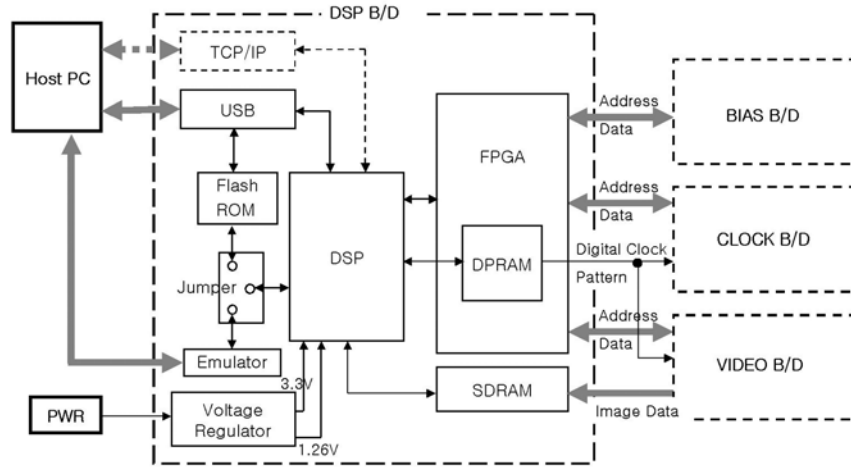 DSP B/D
Host PC
TCP/IP
USB
Flash
ROM
Jumper
Emulator
DSP
3.3V
PWR
Voltage
Regulator
1.26V
FPGA
DPRAM
SDRAM
Address
Data
BIAS B/D
Address
Data
CLOCK B/D
Digital Clock
Pattern
Address
Data
VIDEO B/D
Image Data